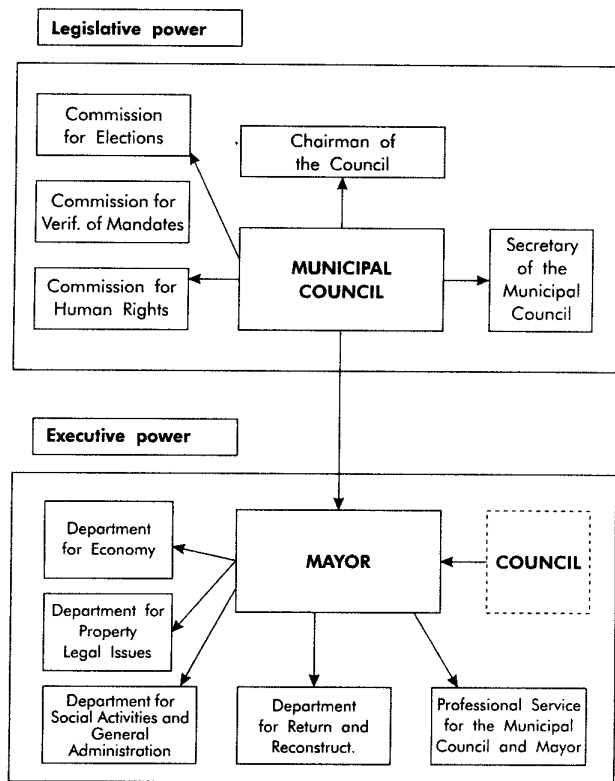 Legislative power
Commission
for Elections
Chairman of
the Council
Commission for
Verif. of Mandates
MUNICIPAL
COUNCIL
Secretary
of the
Municipal
Council
Commission for
Human Rights
Executive power
Department
for Economy
MAYOR
COUNCIL
Department for
Property
Legal Issues
Department for
Social Activities and
General
Administration
Department
for Return and
Reconstruct.
Professional Service
for the Municipal
Council and Mayor